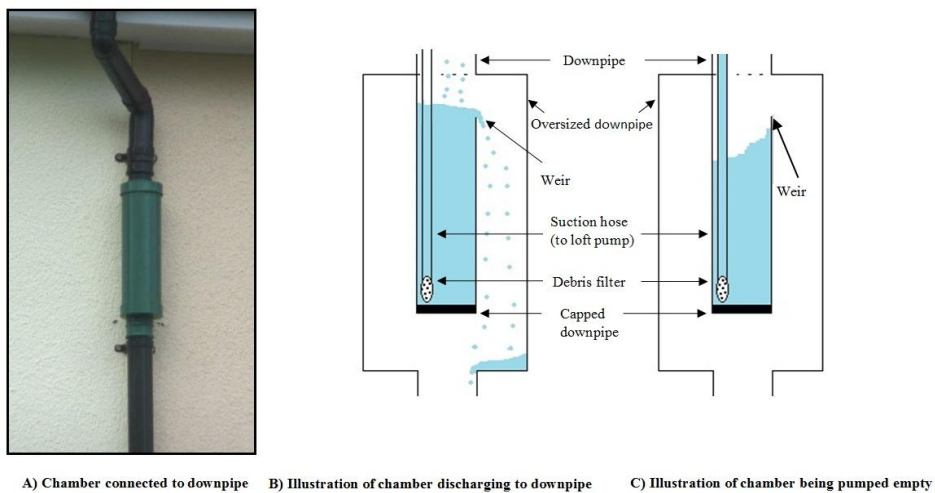 Downpipe
Oversized downpipe
Weir
Weir
Suction hose
(to loft pump)
Debris filter
Capped
downpipe
A) Chamber connected to downpipe
B) Illustration of chamber discharging to downpipe
C) Illustration of chamber being pumped empty